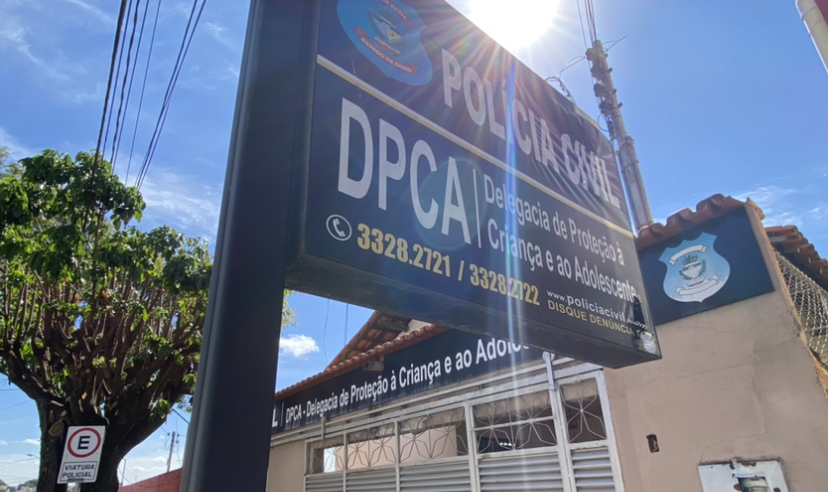 POLÍCIA CIVIL
DPCA
Delegacia de Proteção à
Criança e ao Adolescente
3328.2721 / 3328.2722
www.policiacivil
DISQUE DENÚNCIA
DPCA - Delegacia de Proteção à Criança e ao Adoles
E
VIATURA
POLICIAL